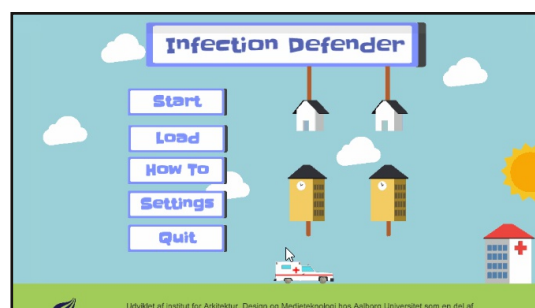 Infection Defender
Start
Load
How To
Settings
Quit
Udviklet af Institut for Arkitektur, Design og Medieteknologi hos Aalborg Universitet som en del af